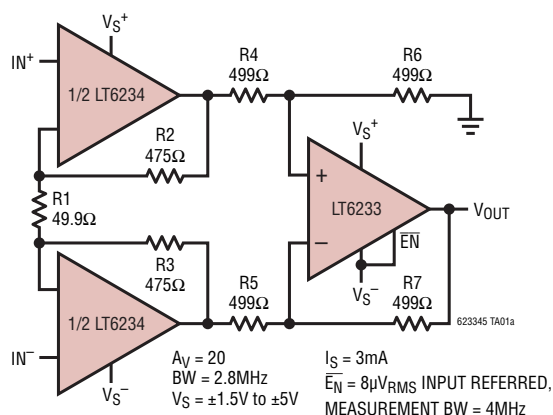 VS+
IN+
1/2 LT6234
R4
499Ω
R6
499Ω
R2
475Ω
VS+
R1
49.9Ω
+
LT6233
VOUT
−
EN
R3
475Ω
VS−
R5
499Ω
R7
499Ω
1/2 LT6234
623345 TA01a
IN−
VS−
AV = 20
BW = 2.8MHz
VS = ±1.5V to ±5V
IS = 3mA
EN = 8µVRMS INPUT REFERRED,
MEASUREMENT BW = 4MHz